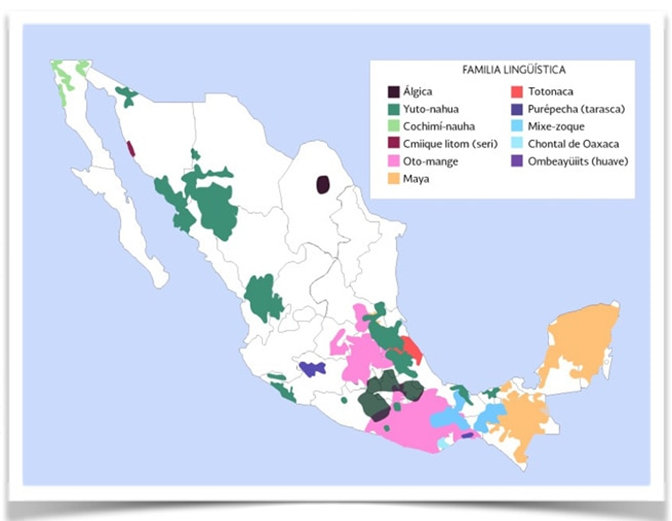 FAMILIA LINGÜÍSTICA
Álgica
Yuto-nahua
Cochimí-nauha
Cmiique litom (seri)
Oto-mange
Maya
Totonaca
Purépecha (tarasca)
Mixe-zoque
Chontal de Oaxaca
Ombeayüiits (huave)